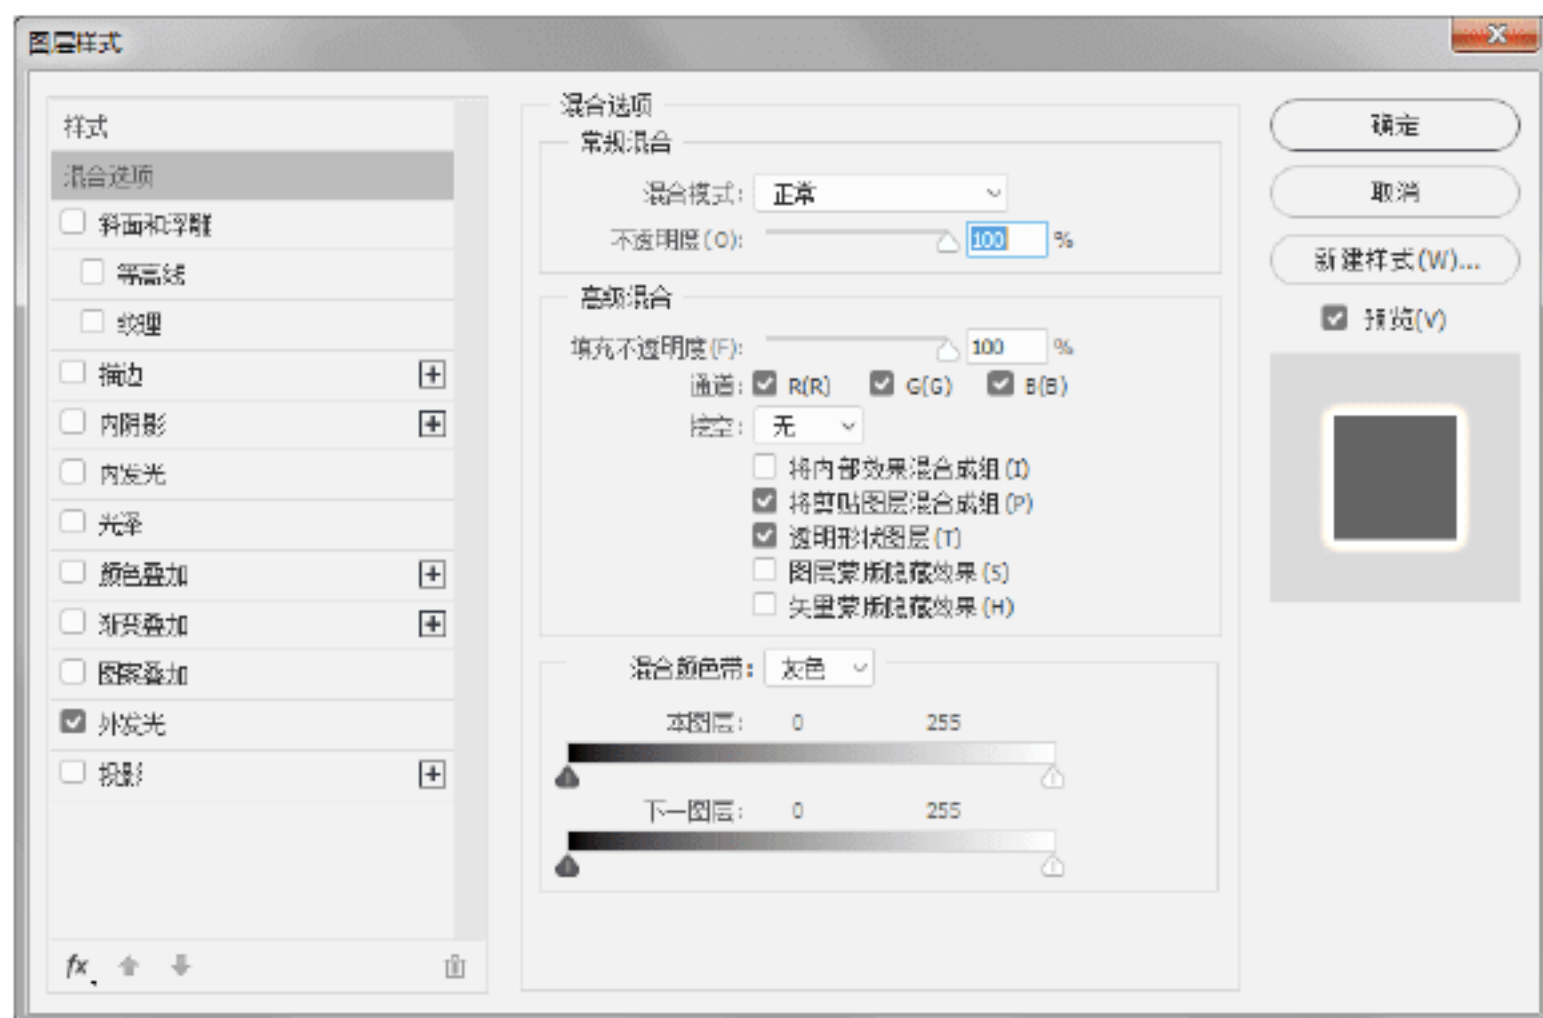 图层样式
样式
混合选项
斜面和浮雕
等高线
纹理
描边
内阴影
内发光
光泽
颜色叠加
渐变叠加
图案叠加
外发光
投影
fx
混合选项
常规混合
混合模式: 正常
不透明度(O): 100 %
高级混合
填充不透明度(F): 100 %
通道: R(R) G(G) B(B)
挖空: 无
将内部效果混合成组(I)
将剪贴图层混合成组(P)
透明形状图层(T)
图层蒙版隐藏效果(S)
矢量蒙版隐藏效果(H)
混合颜色带: 灰色
本图层: 0 255
下一图层: 0 255
确定
取消
新建样式(W)...
预览(V)